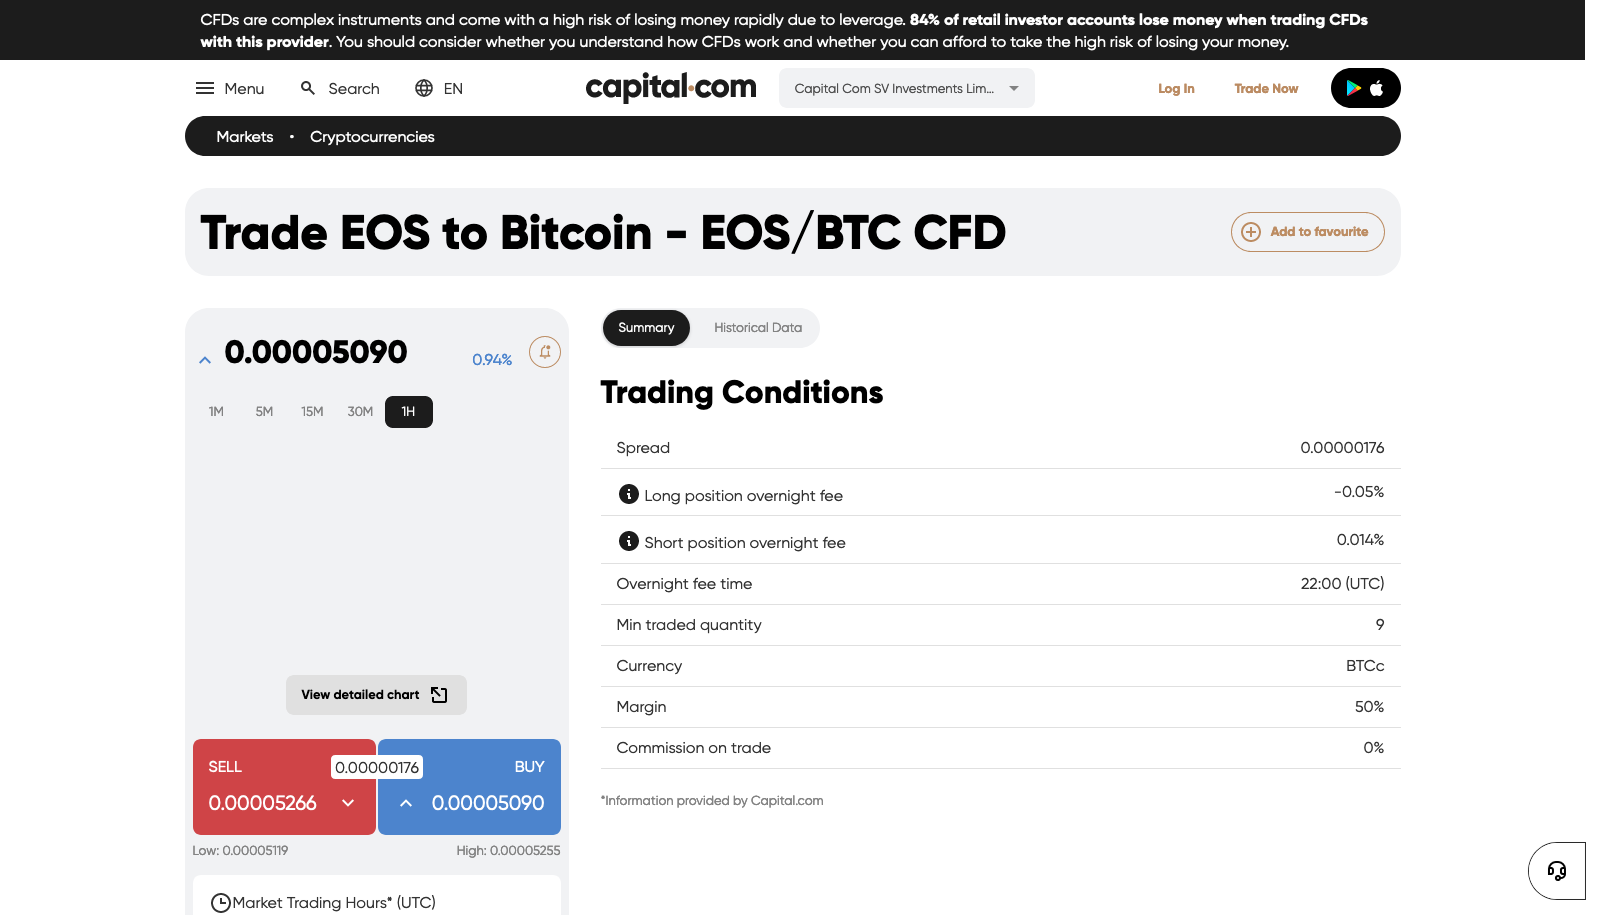 CFDs are complex instruments and come with a high risk of losing money rapidly due to leverage. 84% of retail investor accounts lose money when trading CFDs
with this provider. You should consider whether you understand how CFDs work and whether you can afford to take the high risk of losing your money.
Menu
Search
EN
capital.com
Capital Com SV Investments Lim...
Log In
Trade Now
Markets • Cryptocurrencies
Trade EOS to Bitcoin - EOS/BTC CFD
Add to favourite
0.00005090
0.94%
1M 5M 15M 30M 1H
View detailed chart
SELL
0.00005266
0.00000176
BUY
0.00005090
Low: 0.00005119
High: 0.00005255
Market Trading Hours* (UTC)
Summary
Historical Data
Trading Conditions
Spread 0.00000176
Long position overnight fee -0.05%
Short position overnight fee 0.014%
Overnight fee time 22:00 (UTC)
Min traded quantity 9
Currency BTCc
Margin 50%
Commission on trade 0%
*Information provided by Capital.com